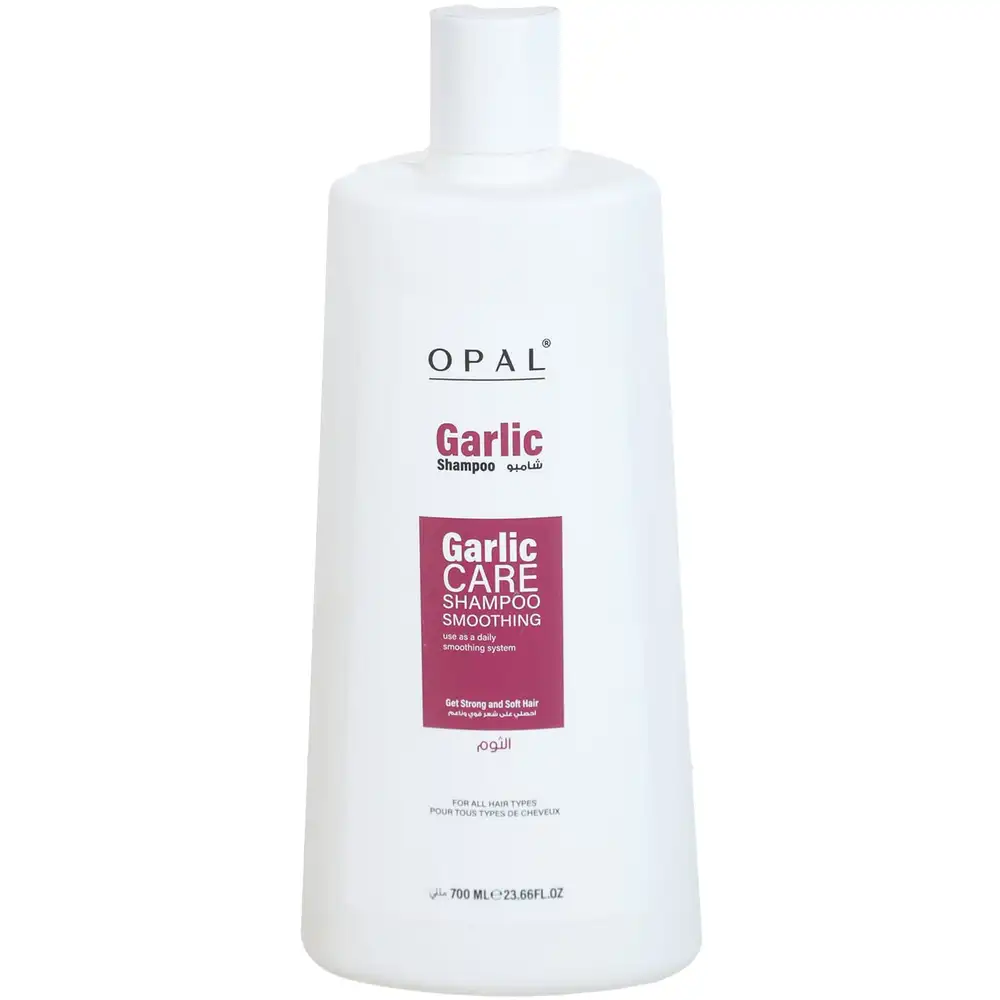 OPAL®
Garlic
Shampoo شامبو
Garlic
CARE
SHAMPOO
SMOOTHING
use as a daily
smoothing system
Get Strong and Soft Hair
احصلي على شعر قوي وناعم
الثوم
FOR ALL HAIR TYPES
POUR TOUS TYPES DE CHEVEUX
700 ML℮23.66FL.OZ مللي